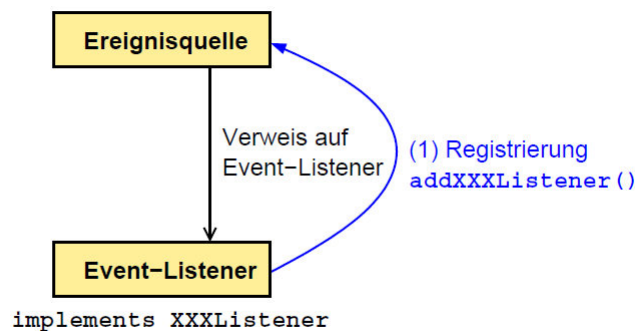 Ereignisquelle
Verweis auf
Event−Listener
(1) Registrierung
addXXXListener()
Event−Listener
implements XXXListener